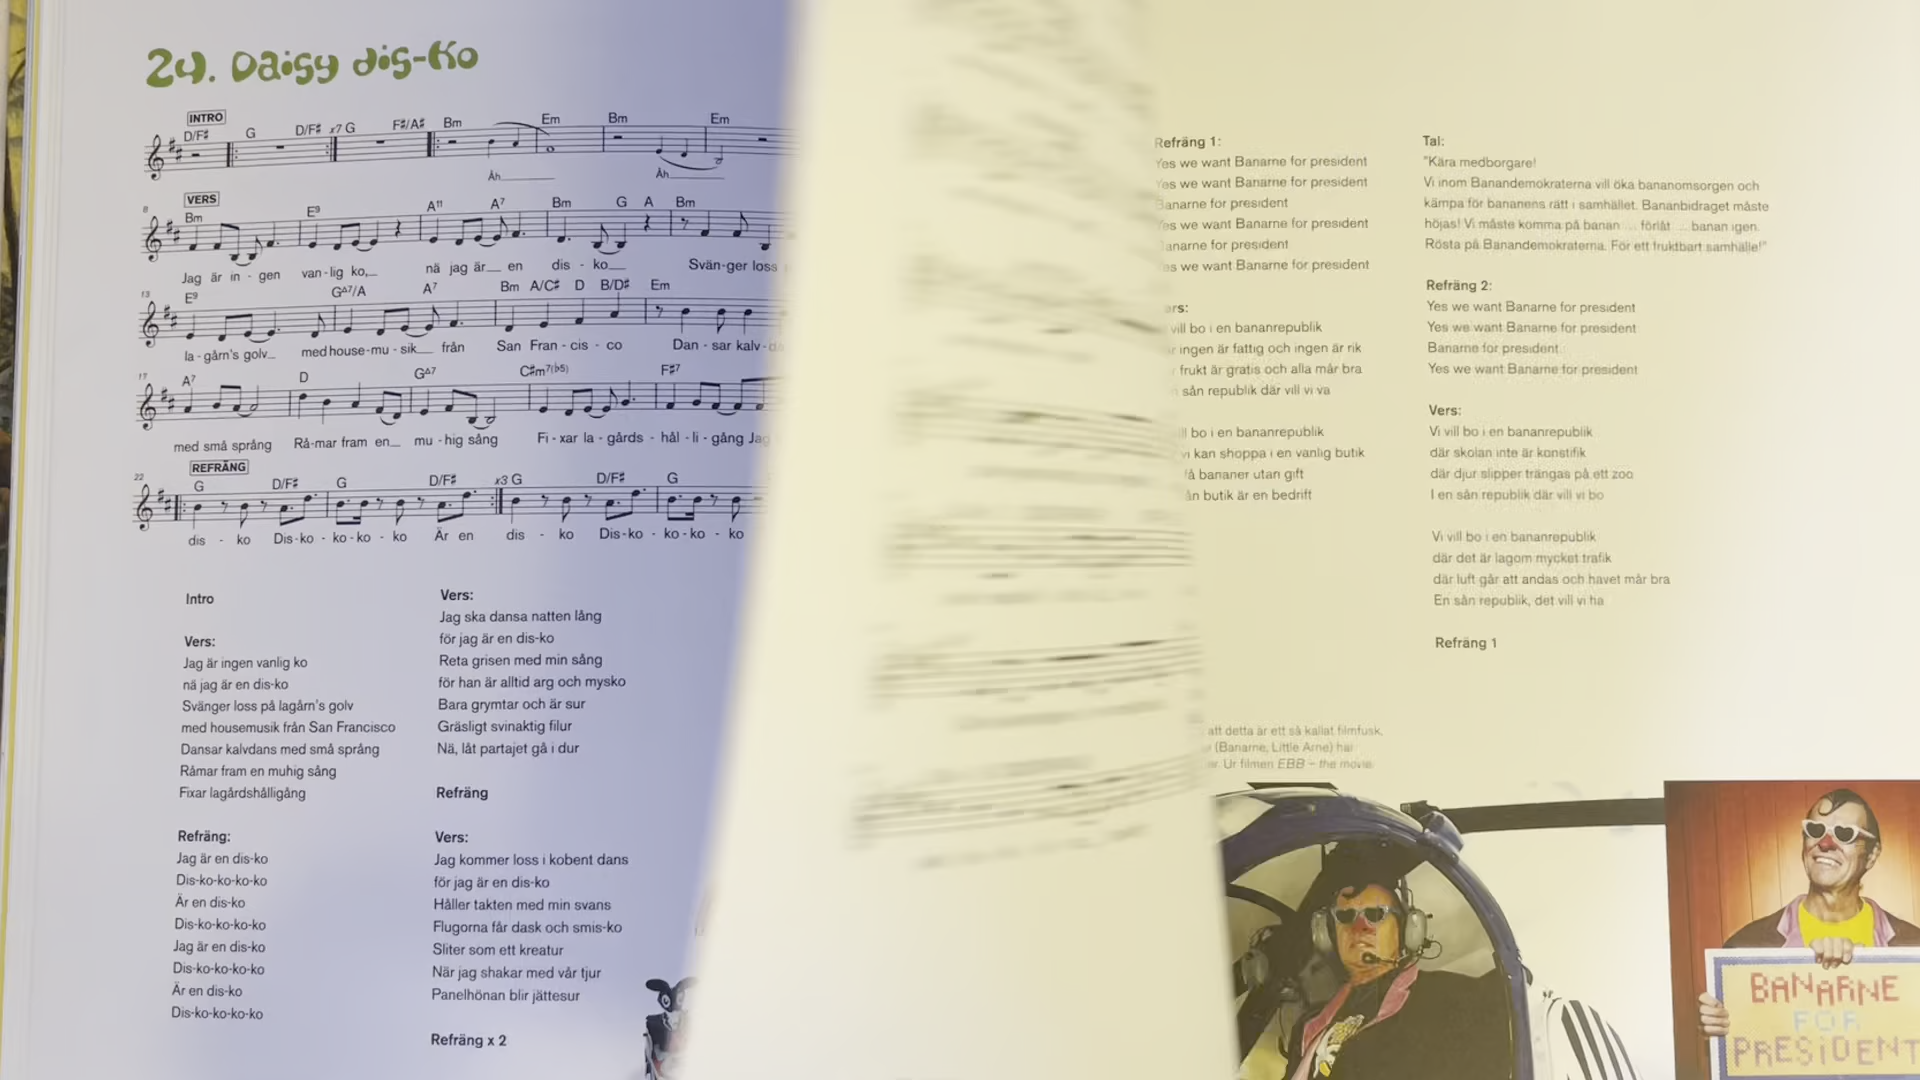 24. Daisy dis-ko
INTRO
D/F# G D/F# x7 G F#/A# Bm Em Bm Em
Åh Åh
8
VERS
Bm E9 A11 A7 Bm G A Bm
Jag är in - gen van-lig ko, nä jag är en dis - ko Svän-ger loss
13
E9 GΔ7/A A7 Bm A/C# D B/D# Em
la - gårn's golv med house-mu - sik från San Fran - cis - co Dan - sar kalv-
17
A7 D GΔ7 C#m7(b5) F#7
med små språng Rå-mar fram en mu - hig sång Fi - xar la - gårds - hål - li - gång Jag
22
REFRÄNG
G D/F# G D/F# x3 G D/F# G
dis - ko Dis-ko - ko-ko - ko Är en dis - ko Dis-ko - ko-ko - ko
Intro
Vers:
Jag är ingen vanlig ko
nä jag är en dis-ko
Svänger loss på lagårn's golv
med housemusik från San Francisco
Dansar kalvdans med små språng
Råmar fram en muhig sång
Fixar lagårdshålligång
Refräng:
Jag är en dis-ko
Dis-ko-ko-ko-ko
Är en dis-ko
Dis-ko-ko-ko-ko
Jag är en dis-ko
Dis-ko-ko-ko-ko
Är en dis-ko
Dis-ko-ko-ko-ko
Vers:
Jag ska dansa natten lång
för jag är en dis-ko
Reta grisen med min sång
för han är alltid arg och mysko
Bara grymtar och är sur
Gräsligt svinaktig filur
Nä, låt partajet gå i dur
Refräng
Vers:
Jag kommer loss i kobent dans
för jag är en dis-ko
Håller takten med min svans
Flugorna får dask och smis-ko
Sliter som ett kreatur
När jag shakar med vår tjur
Panelhönan blir jättesur
Refräng x 2
Refräng 1:
Yes we want Banarne for president
Yes we want Banarne for president
Banarne for president
Yes we want Banarne for president
Banarne for president
Yes we want Banarne for president
vill bo i en bananrepublik
ingen är fattig och ingen är rik
frukt är gratis och alla mår bra
sån republik där vill vi va
bo i en bananrepublik
vi kan shoppa i en vanlig butik
få bananer utan gift
butik är en bedrift
att detta är ett så kallat filmfusk.
(Banarne, Little Arne) har
Ur filmen EBB – the movie.
Tal:
"Kära medborgare!
Vi inom Banandemokraterna vill öka bananomsorgen och
kämpa för bananens rätt i samhället. Bananbidraget måste
höjas! Vi måste komma på banan ... förlåt ... banan igen.
Rösta på Banandemokraterna. För ett fruktbart samhälle!"
Refräng 2:
Yes we want Banarne for president
Yes we want Banarne for president
Banarne for president
Yes we want Banarne for president
Vers:
Vi vill bo i en bananrepublik
där skolan inte är konstifik
där djur slipper trängas på ett zoo
I en sån republik där vill vi bo
Vi vill bo i en bananrepublik
där det är lagom mycket trafik
där luft går att andas och havet mår bra
En sån republik, det vill vi ha
Refräng 1
BANARNE
FOR
PRESIDENT